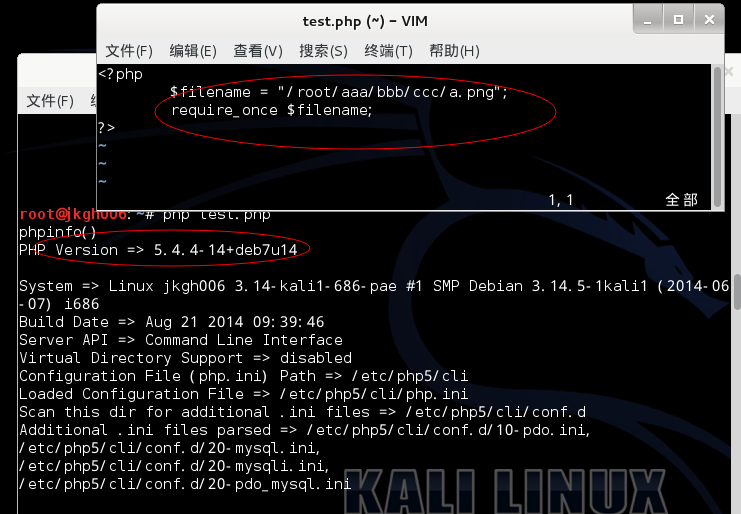 test.php (~) – VIM
文件(F) 编辑(E) 查看(V) 搜索(S) 终端(T) 帮助(H)
<?php
$filename = "/root/aaa/bbb/ccc/a.png";
require_once $filename;
?>
~
~
~
1,1 全部
文件(F)
root@jkgh006:~# php test.php
phpinfo()
PHP Version => 5.4.4-14+deb7u14
System => Linux jkgh006 3.14-kali1-686-pae #1 SMP Debian 3.14.5-1kali1 (2014-06
-07) i686
Build Date => Aug 21 2014 09:39:46
Server API => Command Line Interface
Virtual Directory Support => disabled
Configuration File (php.ini) Path => /etc/php5/cli
Loaded Configuration File => /etc/php5/cli/php.ini
Scan this dir for additional .ini files => /etc/php5/cli/conf.d
Additional .ini files parsed => /etc/php5/cli/conf.d/10-pdo.ini,
/etc/php5/cli/conf.d/20-mysql.ini,
/etc/php5/cli/conf.d/20-mysqli.ini,
/etc/php5/cli/conf.d/20-pdo_mysql.ini
KALI LINUX